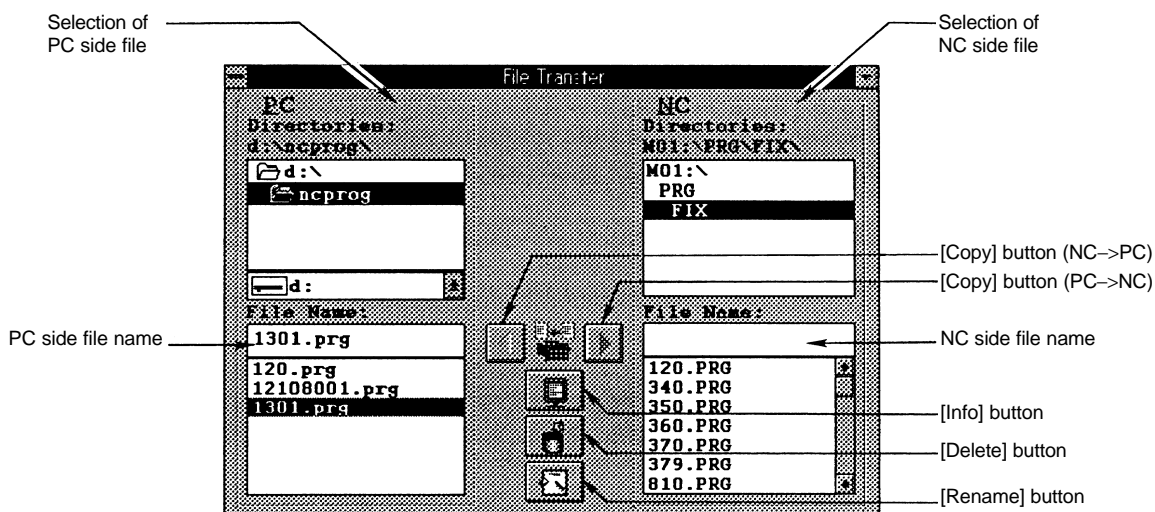 Selection of
PC side file
Selection of
NC side file
File Transfer
PC
Directories:
d:\ncprog\
d:\
ncprog
d:
File Name:
1301.prg
120.prg
12108001.prg
1301.prg
NC
Directories:
M01:\PRG\FIX\
M01:\
PRG
FIX
File Name:
120.PRG
340.PRG
350.PRG
360.PRG
370.PRG
379.PRG
810.PRG
PC side file name
[Copy] button (NC–>PC)
[Copy] button (PC–>NC)
NC side file name
[Info] button
[Delete] button
[Rename] button